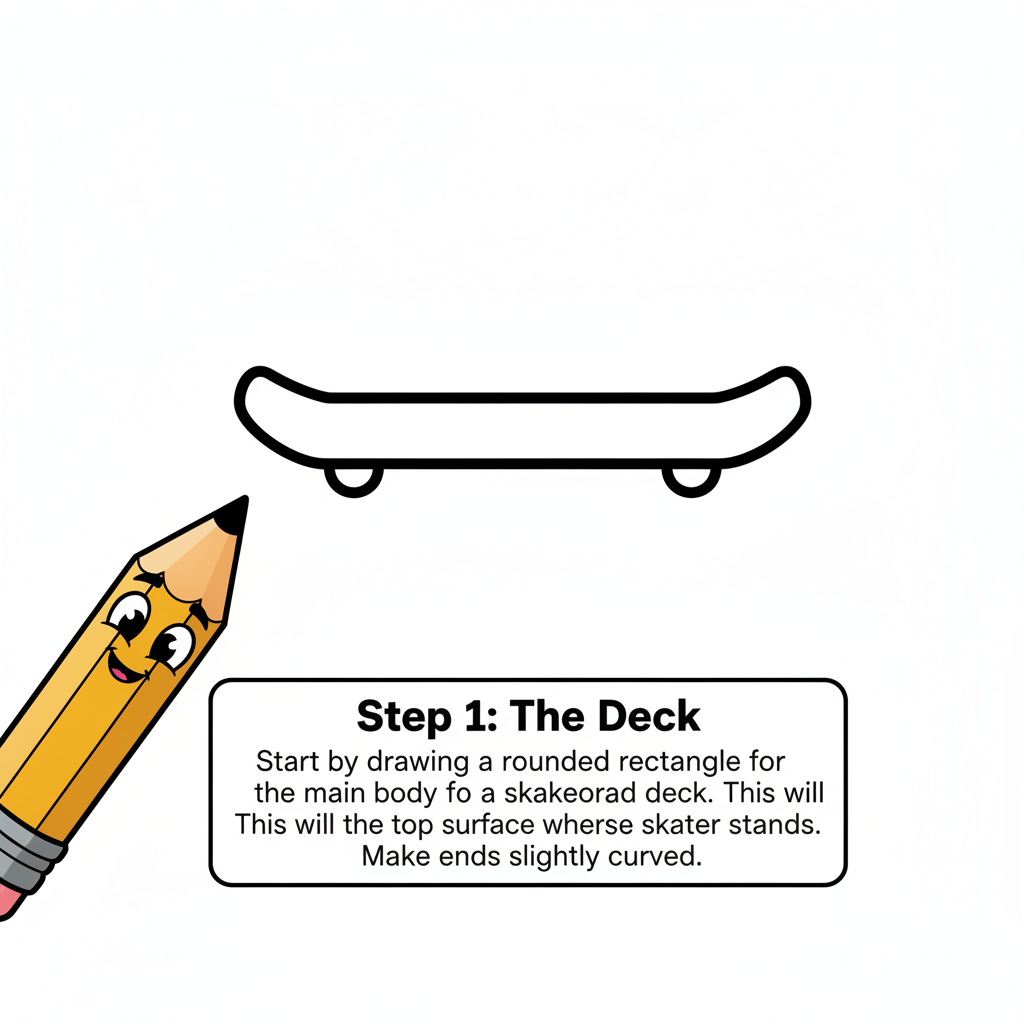 Step 1: The Deck
Start by drawing a rounded rectangle for
the main body fo a skakeorad deck. This will
This will the top surface wherse skater stands.
Make ends slightly curved.